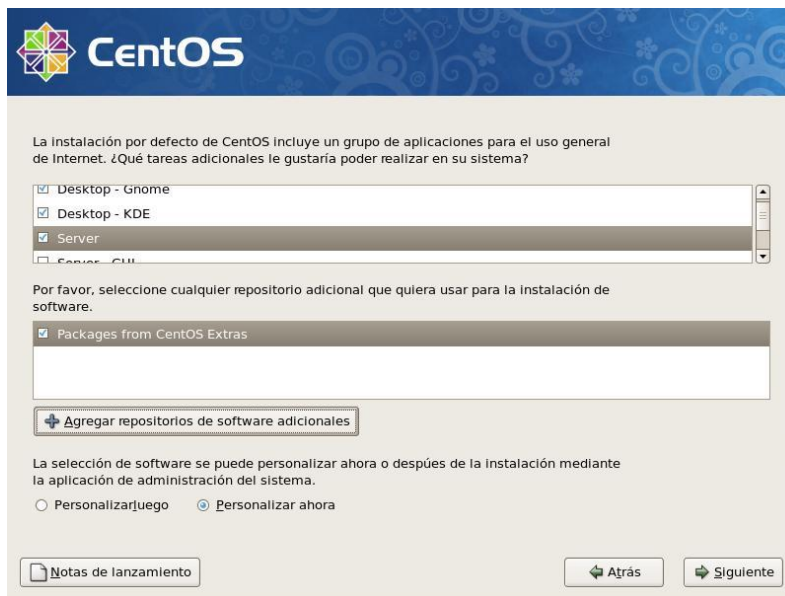 CentOS
La instalación por defecto de CentOS incluye un grupo de aplicaciones para el uso general
de Internet. ¿Qué tareas adicionales le gustaría poder realizar en su sistema?
Desktop - Gnome
Desktop - KDE
Server
Server - GUI
Por favor, seleccione cualquier repositorio adicional que quiera usar para la instalación de
software.
Packages from CentOS Extras
Agregar repositorios de software adicionales
La selección de software se puede personalizar ahora o despúes de la instalación mediante
la aplicación de administración del sistema.
Personalizarluego Personalizar ahora
Notas de lanzamiento Atrás Siguiente